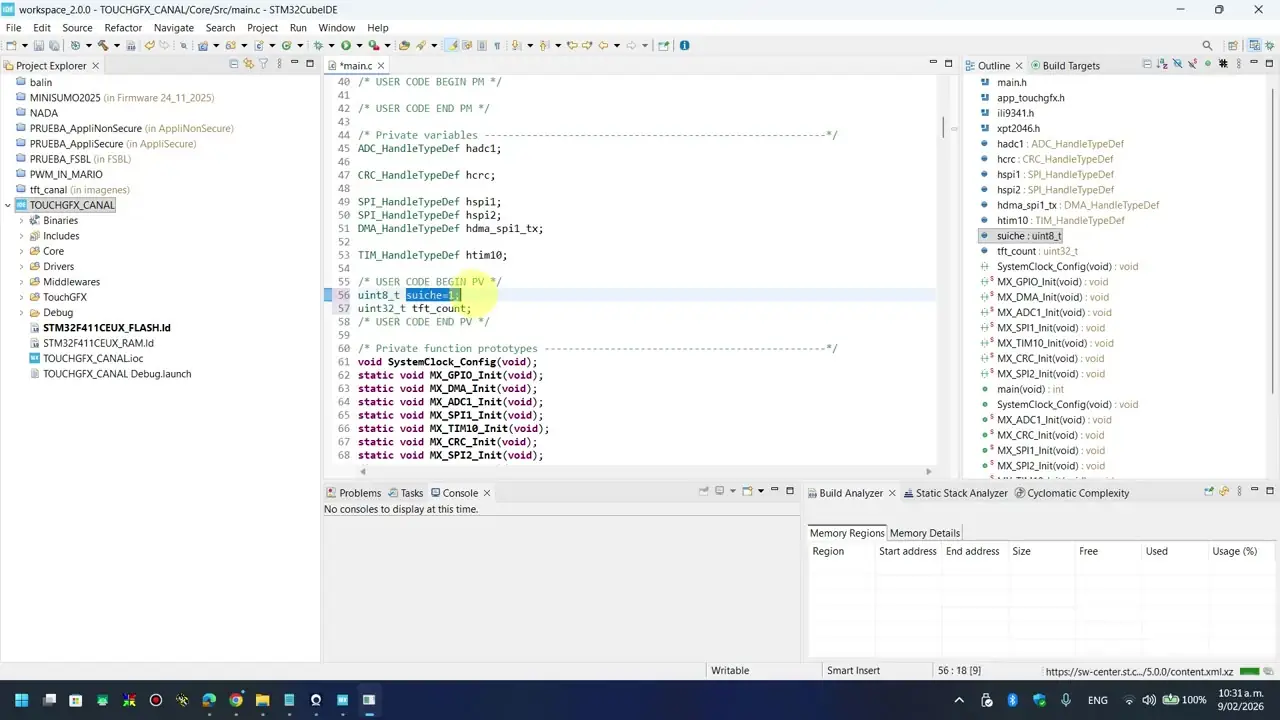 workspace_2.0.0 - TOUCHGFX_CANAL/Core/Src/main.c - STM32CubeIDE
File Edit Source Refactor Navigate Search Project Run Window Help
Project Explorer
balin
MINISUMO2025 (in Firmware 24_11_2025)
NADA
PRUEBA_AppliNonSecure (in AppliNonSecure)
PRUEBA_AppliSecure (in AppliSecure)
PRUEBA_FSBL (in FSBL)
PWM_IN_MARIO
tft_canal (in imagenes)
TOUCHGFX_CANAL
Binaries
Includes
Core
Drivers
Middlewares
TouchGFX
Debug
STM32F411CEUX_FLASH.ld
STM32F411CEUX_RAM.ld
TOUCHGFX_CANAL.ioc
TOUCHGFX_CANAL Debug.launch
*main.c
40 /* USER CODE BEGIN PM */
41
42 /* USER CODE END PM */
43
44 /* Private variables ---------------------------------------------------------*/
45 ADC_HandleTypeDef hadc1;
46
47 CRC_HandleTypeDef hcrc;
48
49 SPI_HandleTypeDef hspi1;
50 SPI_HandleTypeDef hspi2;
51 DMA_HandleTypeDef hdma_spi1_tx;
52
53 TIM_HandleTypeDef htim10;
54
55 /* USER CODE BEGIN PV */
56 uint8_t suiche=1;
57 uint32_t tft_count;
58 /* USER CODE END PV */
59
60 /* Private function prototypes -----------------------------------------------*/
61 void SystemClock_Config(void);
62 static void MX_GPIO_Init(void);
63 static void MX_DMA_Init(void);
64 static void MX_ADC1_Init(void);
65 static void MX_SPI1_Init(void);
66 static void MX_TIM10_Init(void);
67 static void MX_CRC_Init(void);
68 static void MX_SPI2_Init(void);
Outline Build Targets
main.h
app_touchgfx.h
ili9341.h
xpt2046.h
hadc1 : ADC_HandleTypeDef
hcrc : CRC_HandleTypeDef
hspi1 : SPI_HandleTypeDef
hspi2 : SPI_HandleTypeDef
hdma_spi1_tx : DMA_HandleTypeDef
htim10 : TIM_HandleTypeDef
suiche : uint8_t
tft_count : uint32_t
SystemClock_Config(void) : void
MX_GPIO_Init(void) : void
MX_DMA_Init(void) : void
MX_ADC1_Init(void) : void
MX_SPI1_Init(void) : void
MX_TIM10_Init(void) : void
MX_CRC_Init(void) : void
MX_SPI2_Init(void) : void
main(void) : int
SystemClock_Config(void) : void
MX_ADC1_Init(void) : void
MX_CRC_Init(void) : void
MX_SPI1_Init(void) : void
MX_SPI2_Init(void) : void
Problems Tasks Console
No consoles to display at this time.
Build Analyzer Static Stack Analyzer Cyclomatic Complexity
Memory Regions Memory Details
Region Start address End address Size Free Used Usage (%)
Writable Smart Insert 56 : 18 [9] https://sw-center.st.c.../5.0.0/content.xml.xz
ENG 100% 10:31 a.m.
9/02/2026